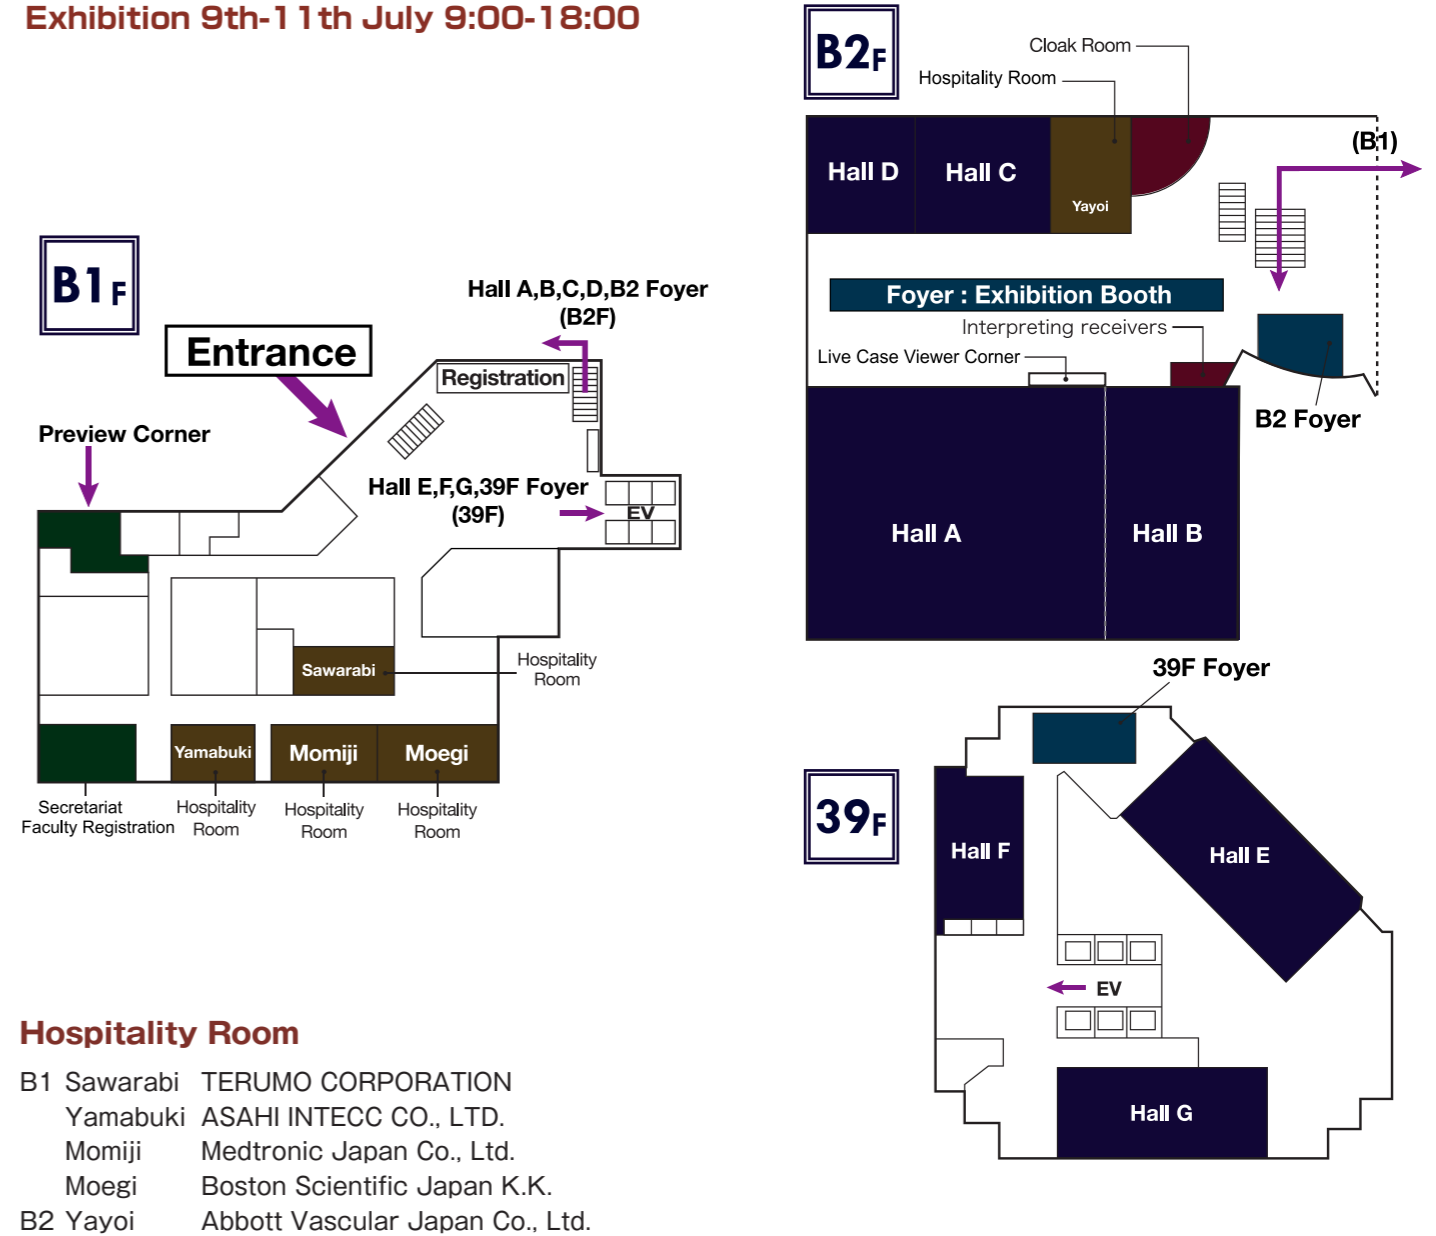 Exhibition 9th-11th July 9:00-18:00
B1F
Entrance
Hall A,B,C,D,B2 Foyer
(B2F)
Registration
Preview Corner
Hall E,F,G,39F Foyer
(39F)
EV
Sawarabi
Hospitality
Room
Yamabuki
Momiji
Moegi
Secretariat
Faculty Registration
Hospitality
Room
Hospitality
Room
Hospitality
Room
B2F
Cloak Room
Hospitality Room
(B1)
Hall D
Hall C
Yayoi
Foyer : Exhibition Booth
Interpreting receivers
Live Case Viewer Corner
B2 Foyer
Hall A
Hall B
39F Foyer
39F
Hall F
Hall E
EV
Hall G
Hospitality Room
B1 Sawarabi TERUMO CORPORATION
Yamabuki ASAHI INTECC CO., LTD.
Momiji Medtronic Japan Co., Ltd.
Moegi Boston Scientific Japan K.K.
B2 Yayoi Abbott Vascular Japan Co., Ltd.